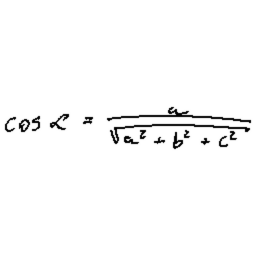 cos α = a / √(a² + b² + c²)